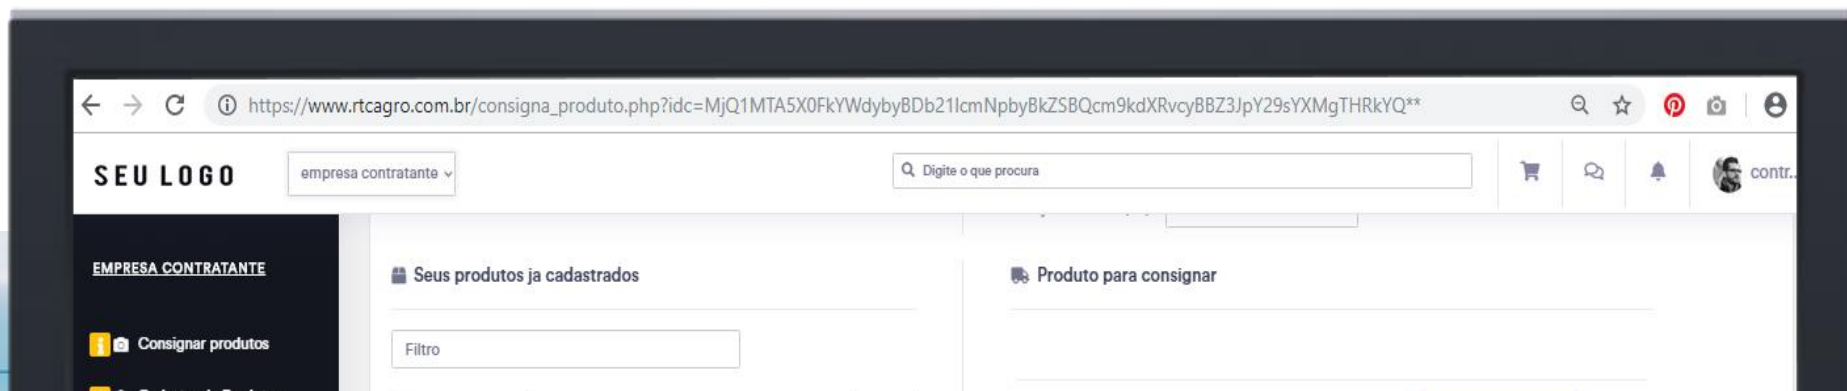 https://www.rtcagro.com.br/consigna_produto.php?idc=MjQ1MTA5X0FkYWdybyBDb21lcmNpbyBkZSBQcm9kdXRvcyBBZ3JpY29sYXMgTHRkYQ**
SEU LOGO
empresa contratante
Digite o que procura
contr..
EMPRESA CONTRATANTE
Seus produtos ja cadastrados
Produto para consignar
Consignar produtos
Filtro